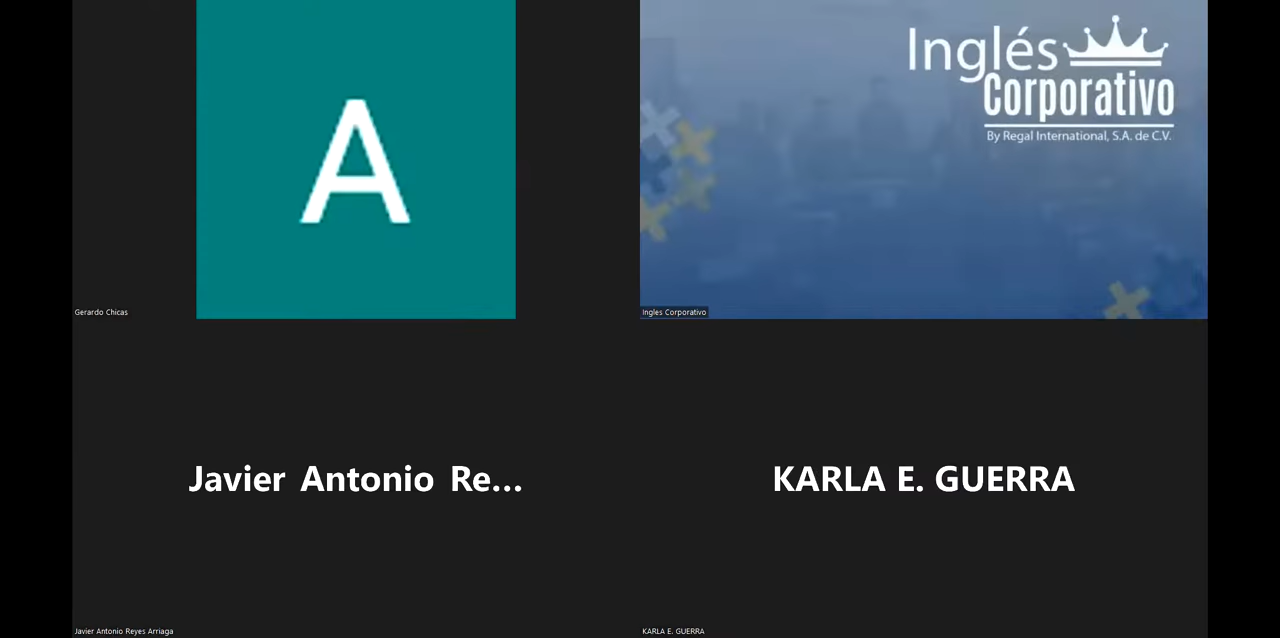 A
Gerardo Chicas
Inglés
Corporativo
By Regal International, S.A. de C.V.
Ingles Corporativo
Javier Antonio Re...
Javier Antonio Reyes Arriaga
KARLA E. GUERRA
KARLA E. GUERRA